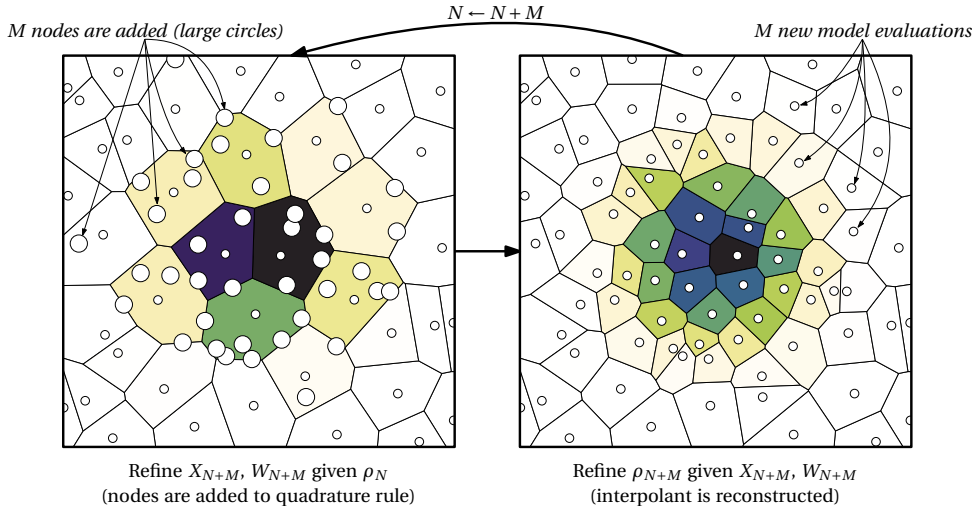 N ← N + M
M nodes are added (large circles)
M new model evaluations
Refine X_{N+M}, W_{N+M} given ρ_N
(nodes are added to quadrature rule)
Refine ρ_{N+M} given X_{N+M}, W_{N+M}
(interpolant is reconstructed)